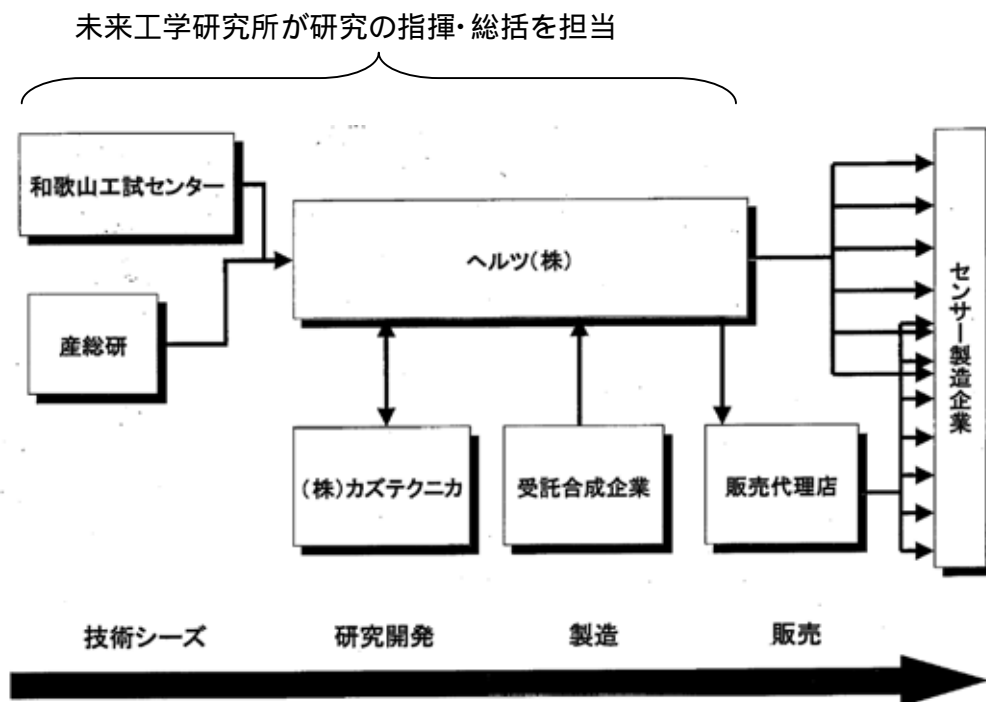 未来工学研究所が研究の指揮・総括を担当
和歌山工試センター
産総研
ヘルツ(株)
(株)カズテクニカ
受託合成企業
販売代理店
センサー製造企業
技術シーズ
研究開発
製造
販売